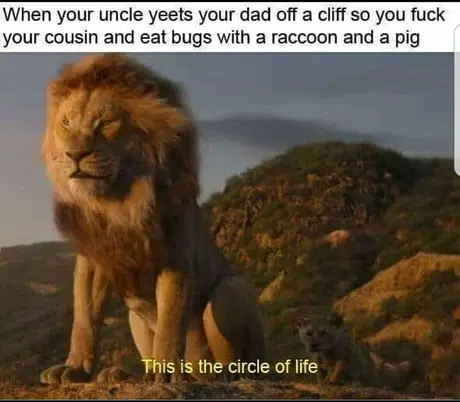 When your uncle yeets your dad off a cliff so you fuck
your cousin and eat bugs with a raccoon and a pig
This is the circle of life